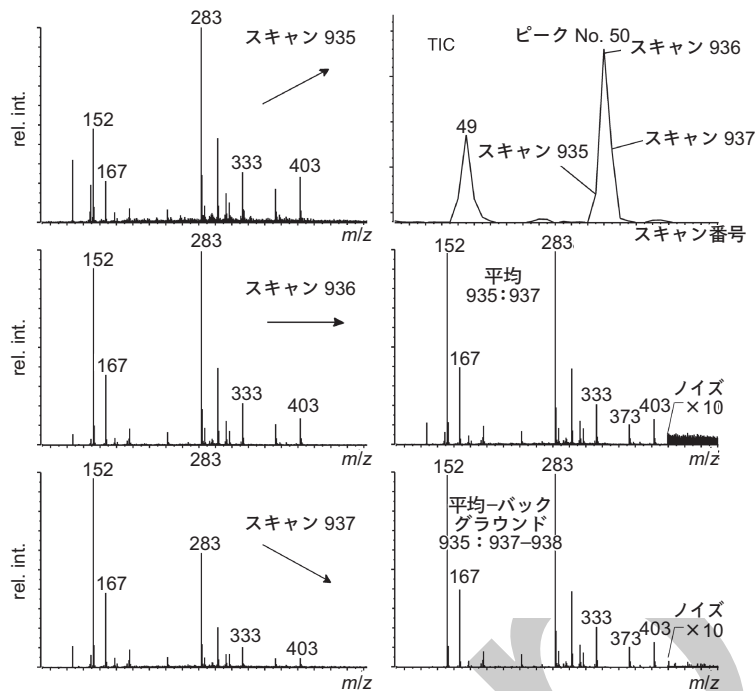 rel. int.
283
スキャン 935
152
167
333
403
m/z
TIC
ピーク No. 50
スキャン 936
スキャン 937
49
スキャン 935
スキャン番号
rel. int.
283
スキャン 936
152
167
333
403
m/z
152
283
平均
935：937
167
333
373
403
ノイズ
×10
m/z
rel. int.
152
スキャン 937
283
167
333
403
m/z
152
283
平均–バック
グラウンド
935：937–938
167
333
373
403
ノイズ
×10
m/z